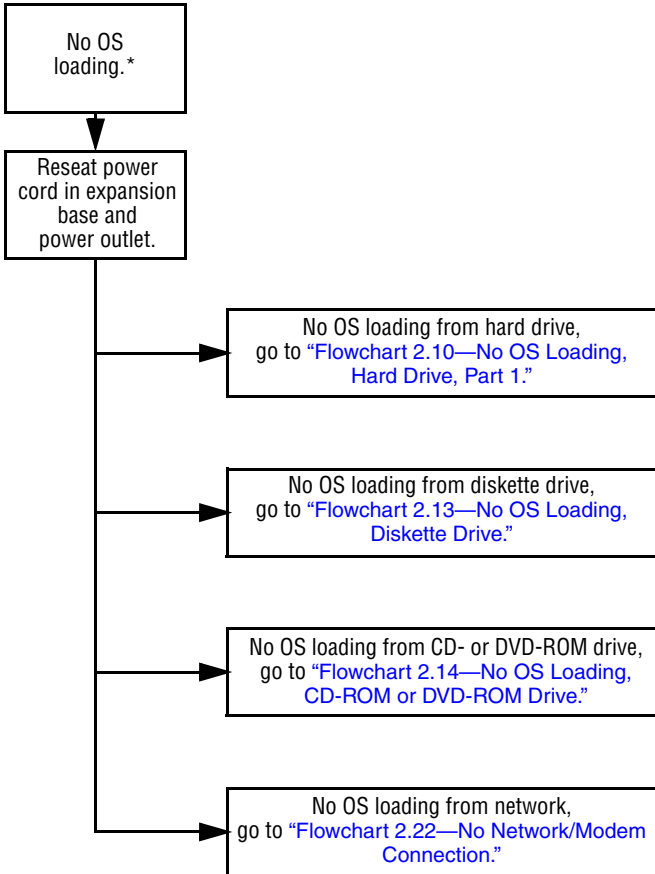 No OS
loading.*
Reseat power
cord in expansion
base and
power outlet.
No OS loading from hard drive,
go to “Flowchart 2.10—No OS Loading,
Hard Drive, Part 1.”
No OS loading from diskette drive,
go to “Flowchart 2.13—No OS Loading,
Diskette Drive.”
No OS loading from CD- or DVD-ROM drive,
go to “Flowchart 2.14—No OS Loading,
CD-ROM or DVD-ROM Drive.”
No OS loading from network,
go to “Flowchart 2.22—No Network/Modem
Connection.”